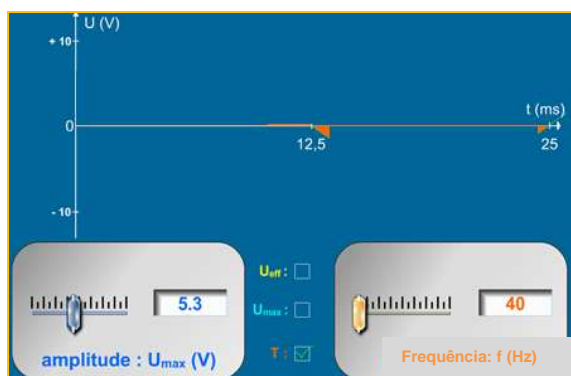 U (V)
+ 10
0
- 10
t (ms)
12,5
25
Ueff :
Umax :
T :
5.3
amplitude : Umax (V)
40
Frequência: f (Hz)